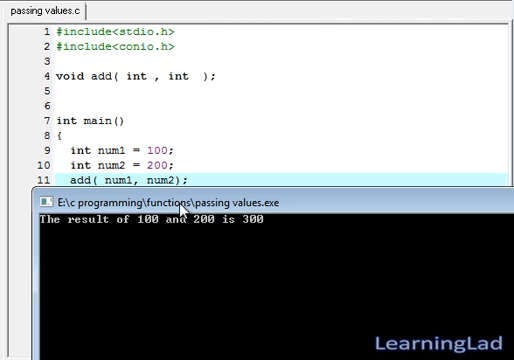 passing values.c
1 #include<stdio.h>
2 #include<conio.h>
3
4 void add( int , int  );
5
6
7 int main()
8 {
9 int num1 = 100;
10 int num2 = 200;
11 add( num1, num2);
E:\c programming\functions\passing values.exe
The result of 100 and 200 is 300
LearningLad